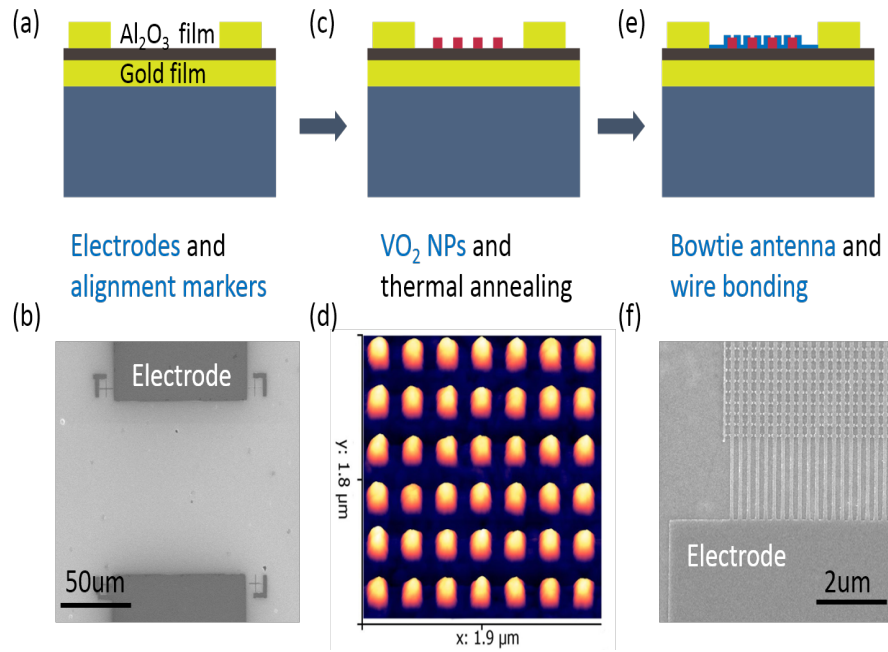 (a)
Al₂O₃ film
Gold film
(c)
(e)
Electrodes and
alignment markers
VO₂ NPs and
thermal annealing
Bowtie antenna and
wire bonding
(b)
Electrode
50um
(d)
y: 1.8 µm
x: 1.9 µm
(f)
Electrode
2um